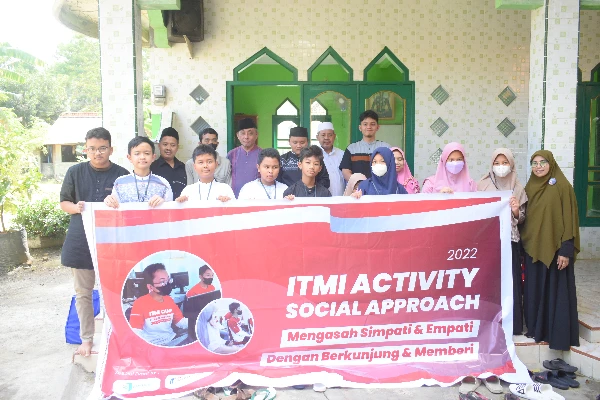 2022
ITMI ACTIVITY
SOCIAL APPROACH
Mengasah Simpati & Empati
Dengan Berkunjung & Memberi